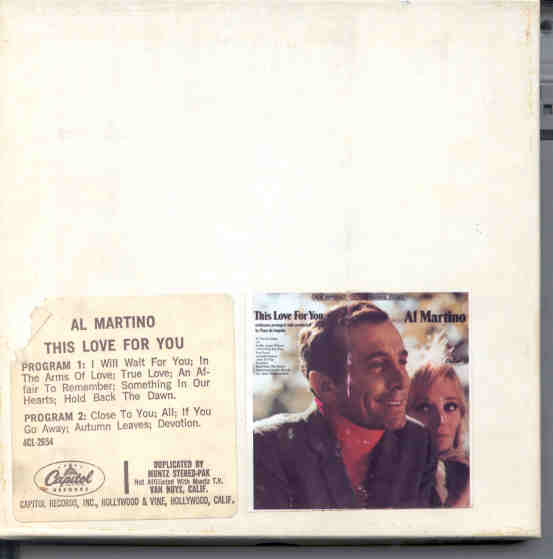 AL MARTINO
THIS LOVE FOR YOU
PROGRAM 1: I Will Wait For You; In
The Arms Of Love; True Love; An Af-
fair To Remember; Something In Our
Hearts; Hold Back The Dawn.
PROGRAM 2: Close To You; All; If You
Go Away; Autumn Leaves; Devotion.
4CL-2654
Capitol
RECORDS
DUPLICATED BY
MUNTZ STEREO-PAK
Not Affiliated With Muntz T.V.
VAN NUYS, CALIF.
CAPITOL RECORDS, INC., HOLLYWOOD & VINE, HOLLYWOOD, CALIF.
This Love For You
Al Martino